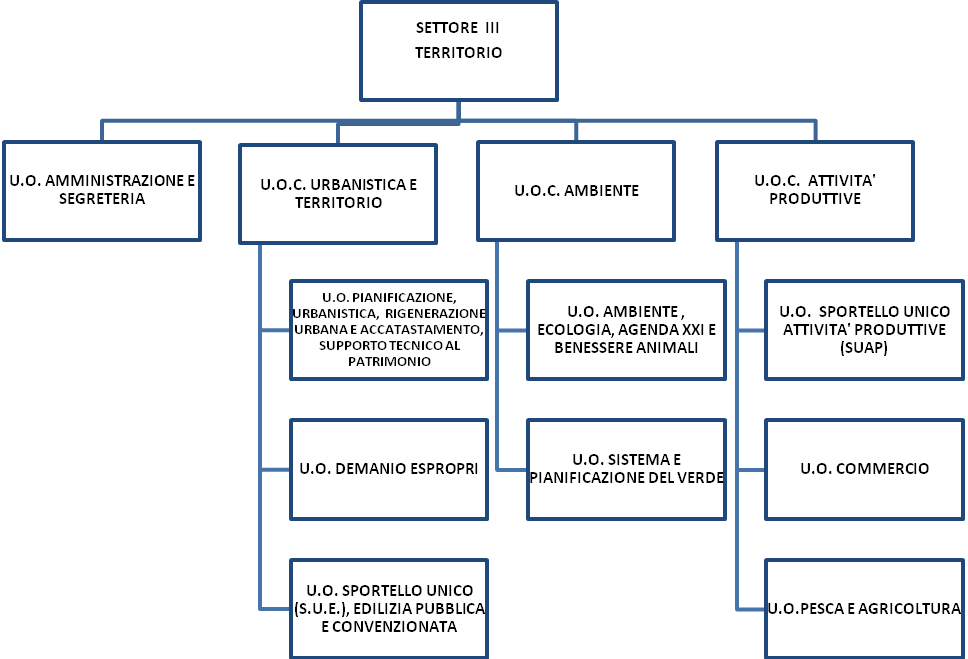 SETTORE III
TERRITORIO
U.O. AMMINISTRAZIONE E
SEGRETERIA
U.O.C. URBANISTICA E
TERRITORIO
U.O.C. AMBIENTE
U.O.C. ATTIVITA'
PRODUTTIVE
U.O. PIANIFICAZIONE,
URBANISTICA, RIGENERAZIONE
URBANA E ACCATASTAMENTO,
SUPPORTO TECNICO AL
PATRIMONIO
U.O. DEMANIO ESPROPRI
U.O. SPORTELLO UNICO
(S.U.E.), EDILIZIA PUBBLICA
E CONVENZIONATA
U.O. AMBIENTE ,
ECOLOGIA, AGENDA XXI E
BENESSERE ANIMALI
U.O. SISTEMA E
PIANIFICAZIONE DEL VERDE
U.O. SPORTELLO UNICO
ATTIVITA' PRODUTTIVE
(SUAP)
U.O. COMMERCIO
U.O.PESCA E AGRICOLTURA